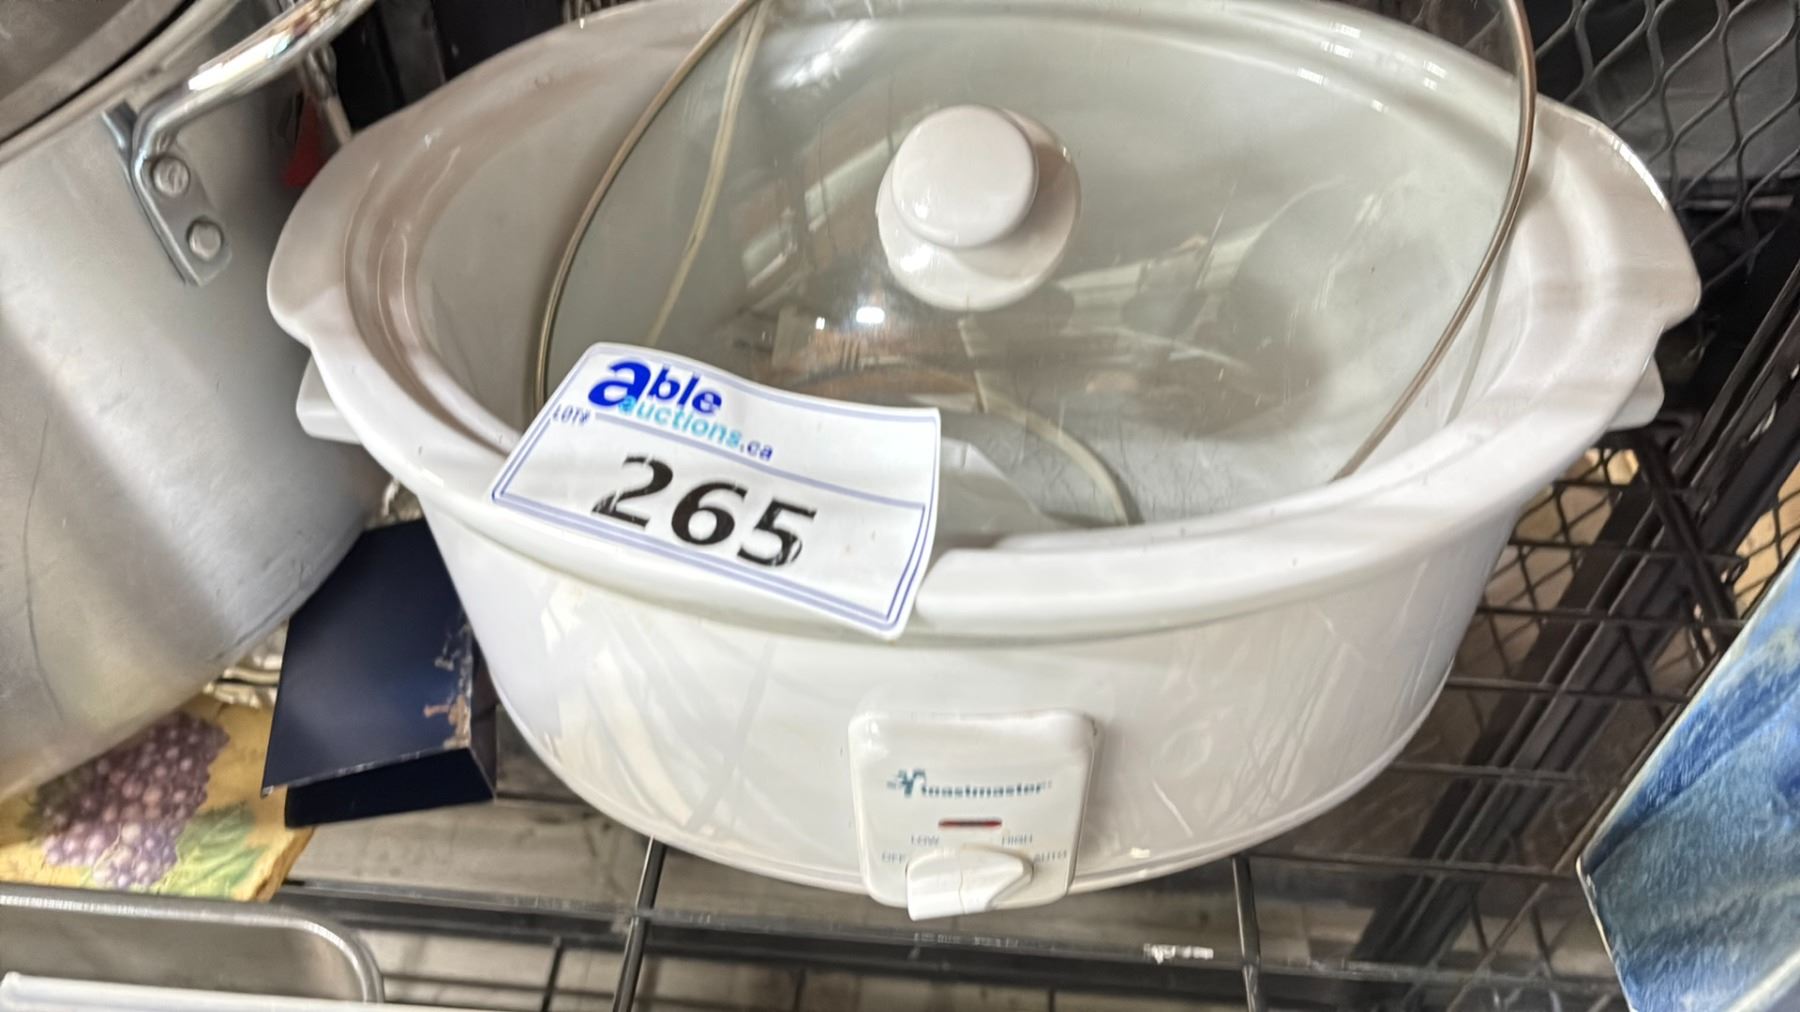 able
auctions.ca
LOT#
265
Toastmaster
LOW HIGH
OFF AUTO